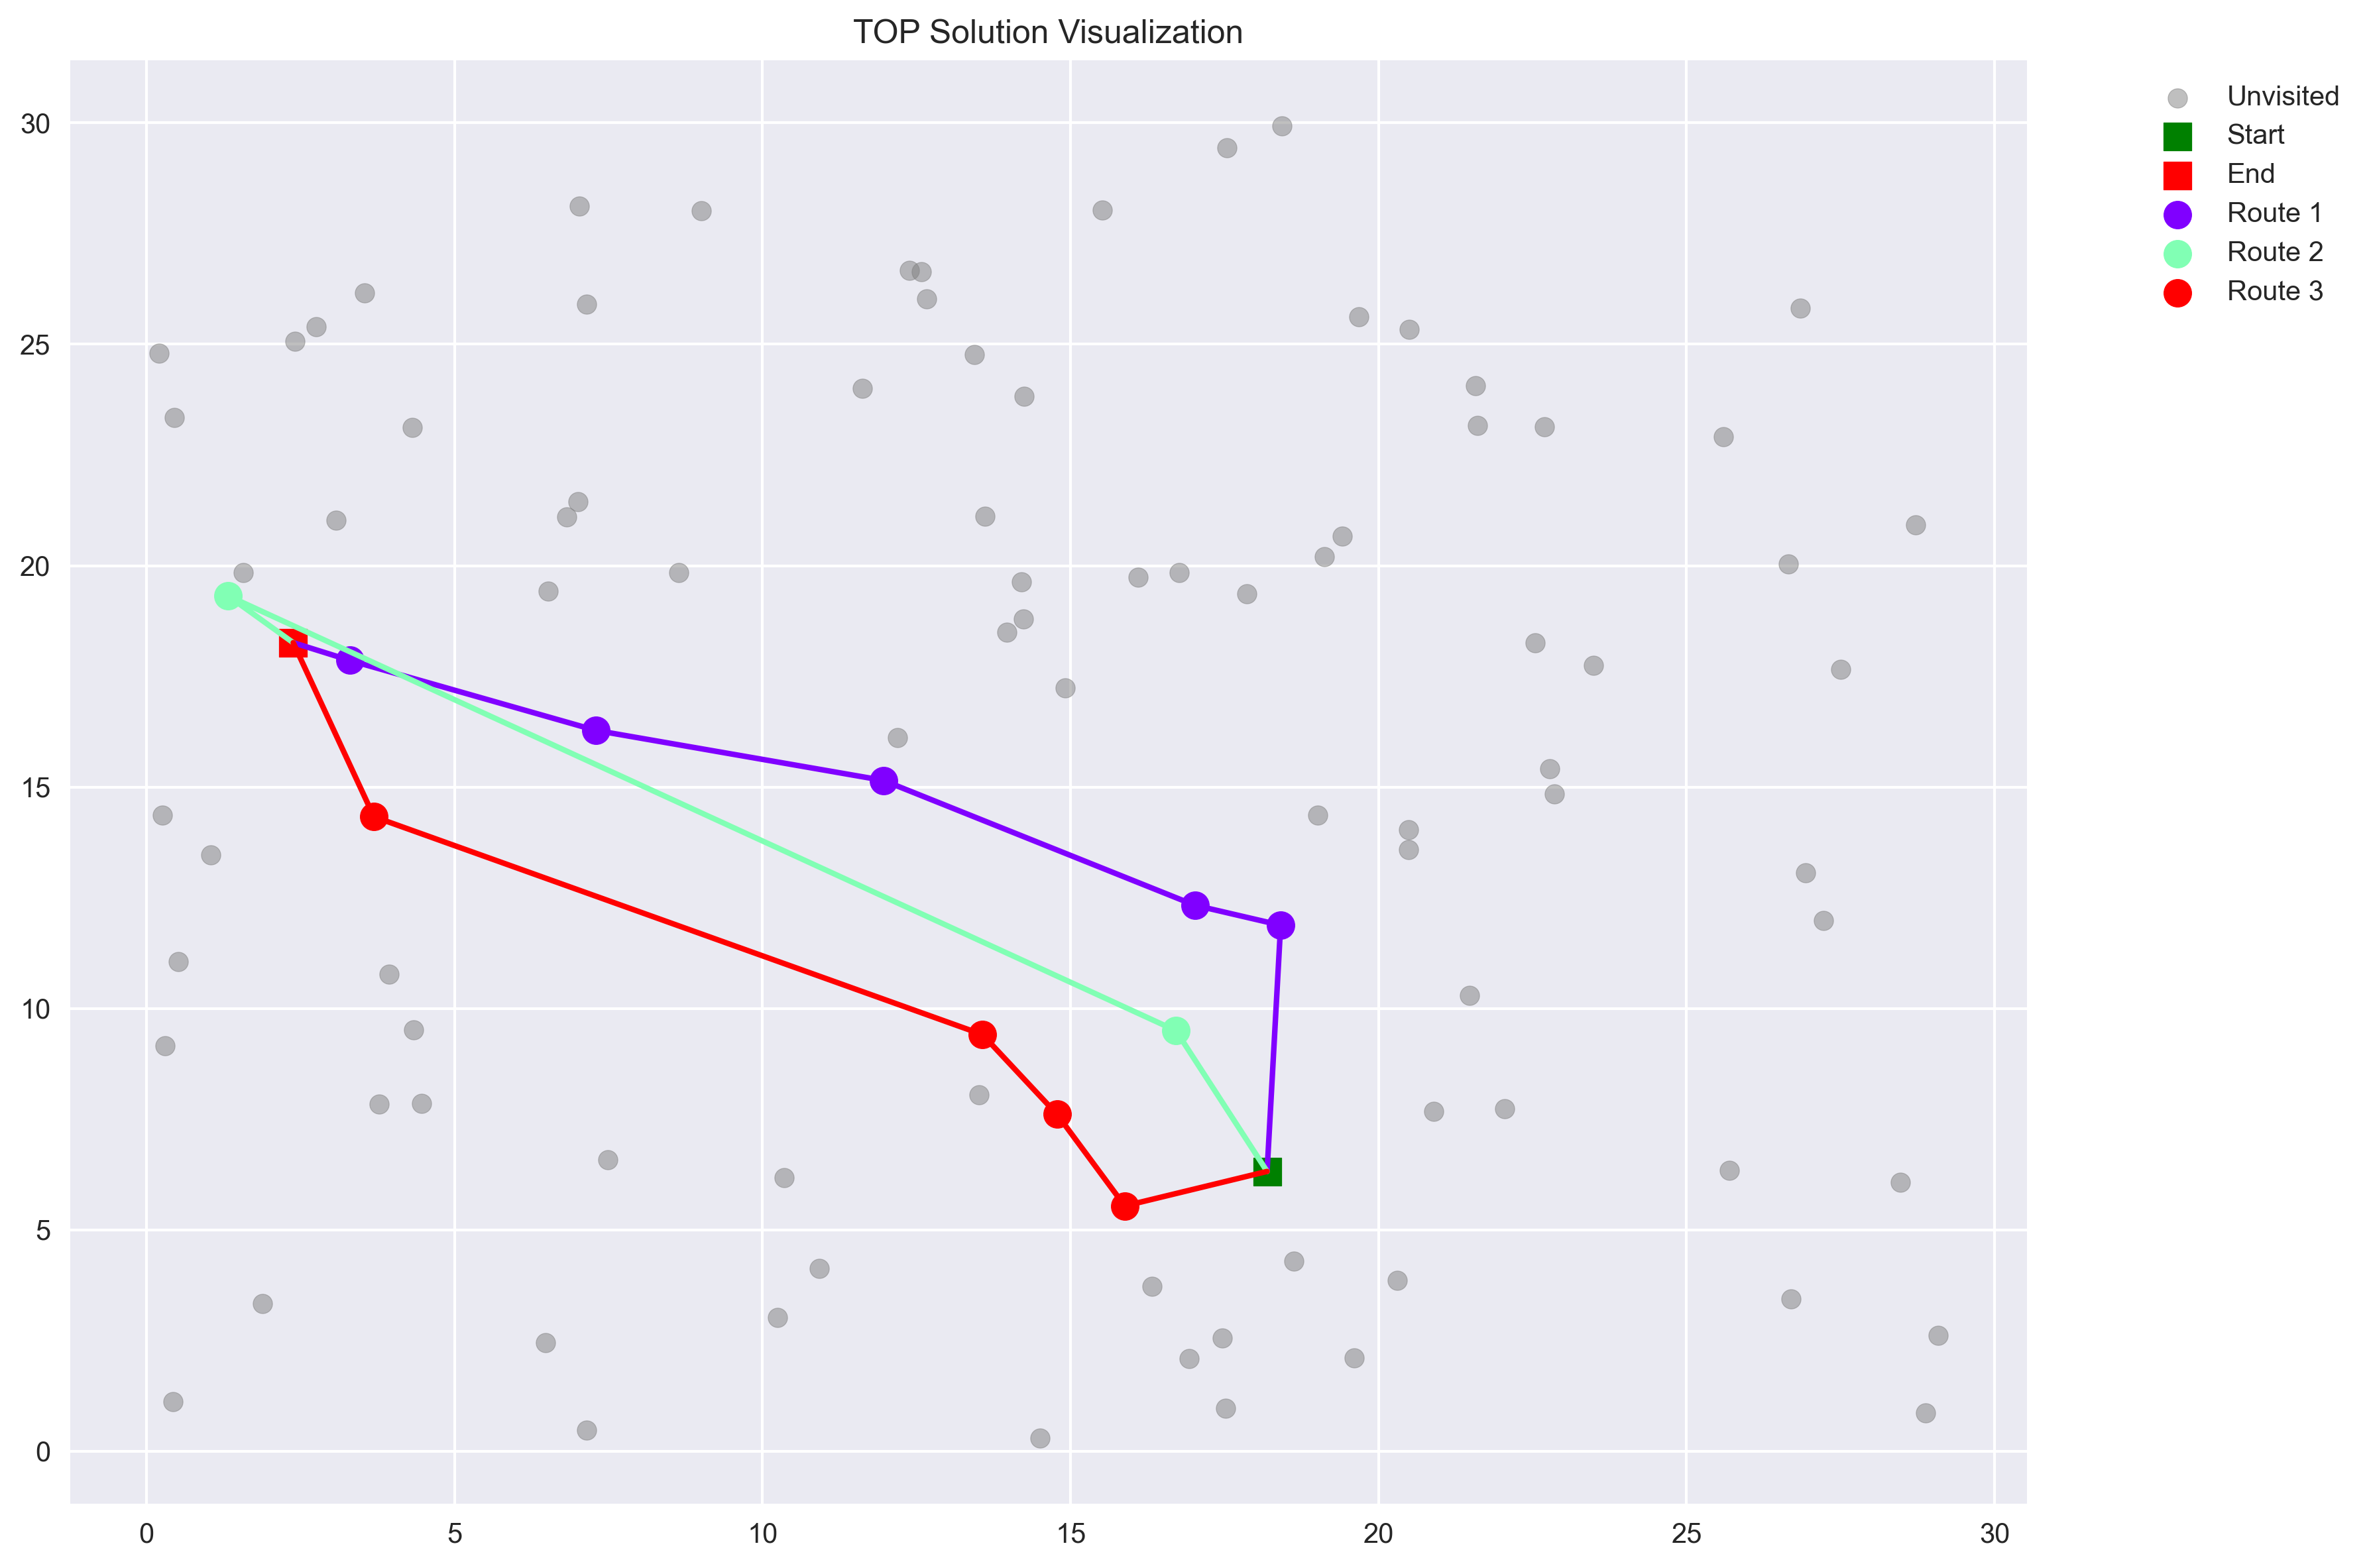 TOP Solution Visualization
Unvisited
Start
End
Route 1
Route 2
Route 3
30
25
20
15
10
5
0
0 5 10 15 20 25 30